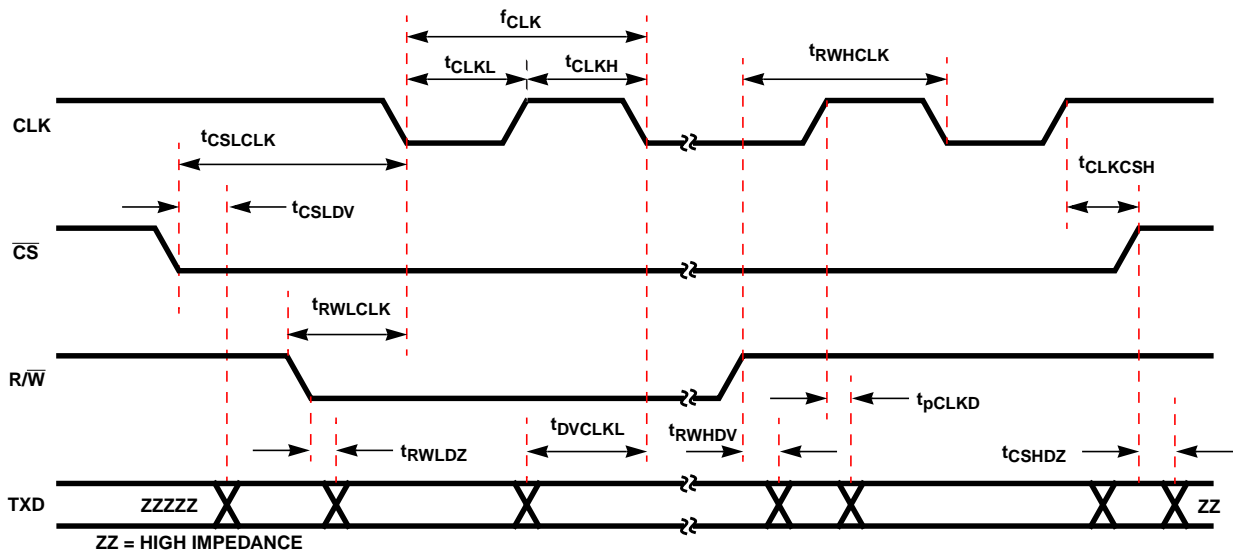 fCLK
tCLKL
tCLKH
tRWHCLK
CLK
tCSLCLK
tCLKCSH
tCSLDV
CS
tRWLCLK
R/W
tpCLKD
tDVCLKL
tRWHDV
tRWLDZ
tCSHDZ
TXD
ZZZZZ
ZZ
ZZ = HIGH IMPEDANCE